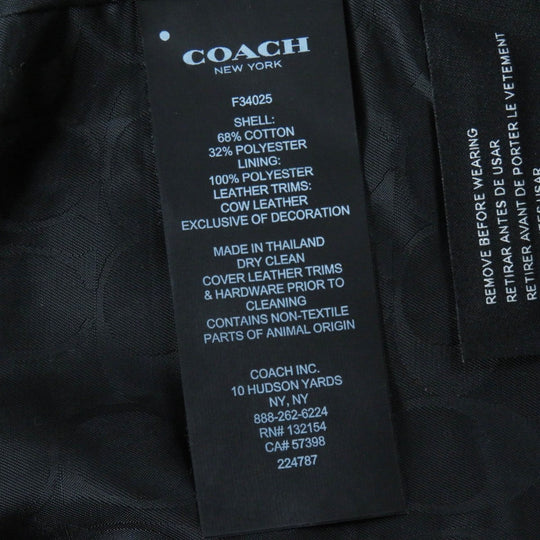 COACH
NEW YORK
F34025
SHELL:
68% COTTON
32% POLYESTER
LINING:
100% POLYESTER
LEATHER TRIMS:
COW LEATHER
EXCLUSIVE OF DECORATION
MADE IN THAILAND
DRY CLEAN
COVER LEATHER TRIMS
& HARDWARE PRIOR TO
CLEANING
CONTAINS NON-TEXTILE
PARTS OF ANIMAL ORIGIN
COACH INC.
10 HUDSON YARDS
NY, NY
888-262-6224
RN# 132154
CA# 57398
224787
REMOVE BEFORE WEARING
RETIRAR ANTES DE USAR
RETIRER AVANT DE PORTER LE VETEMENT
USAR